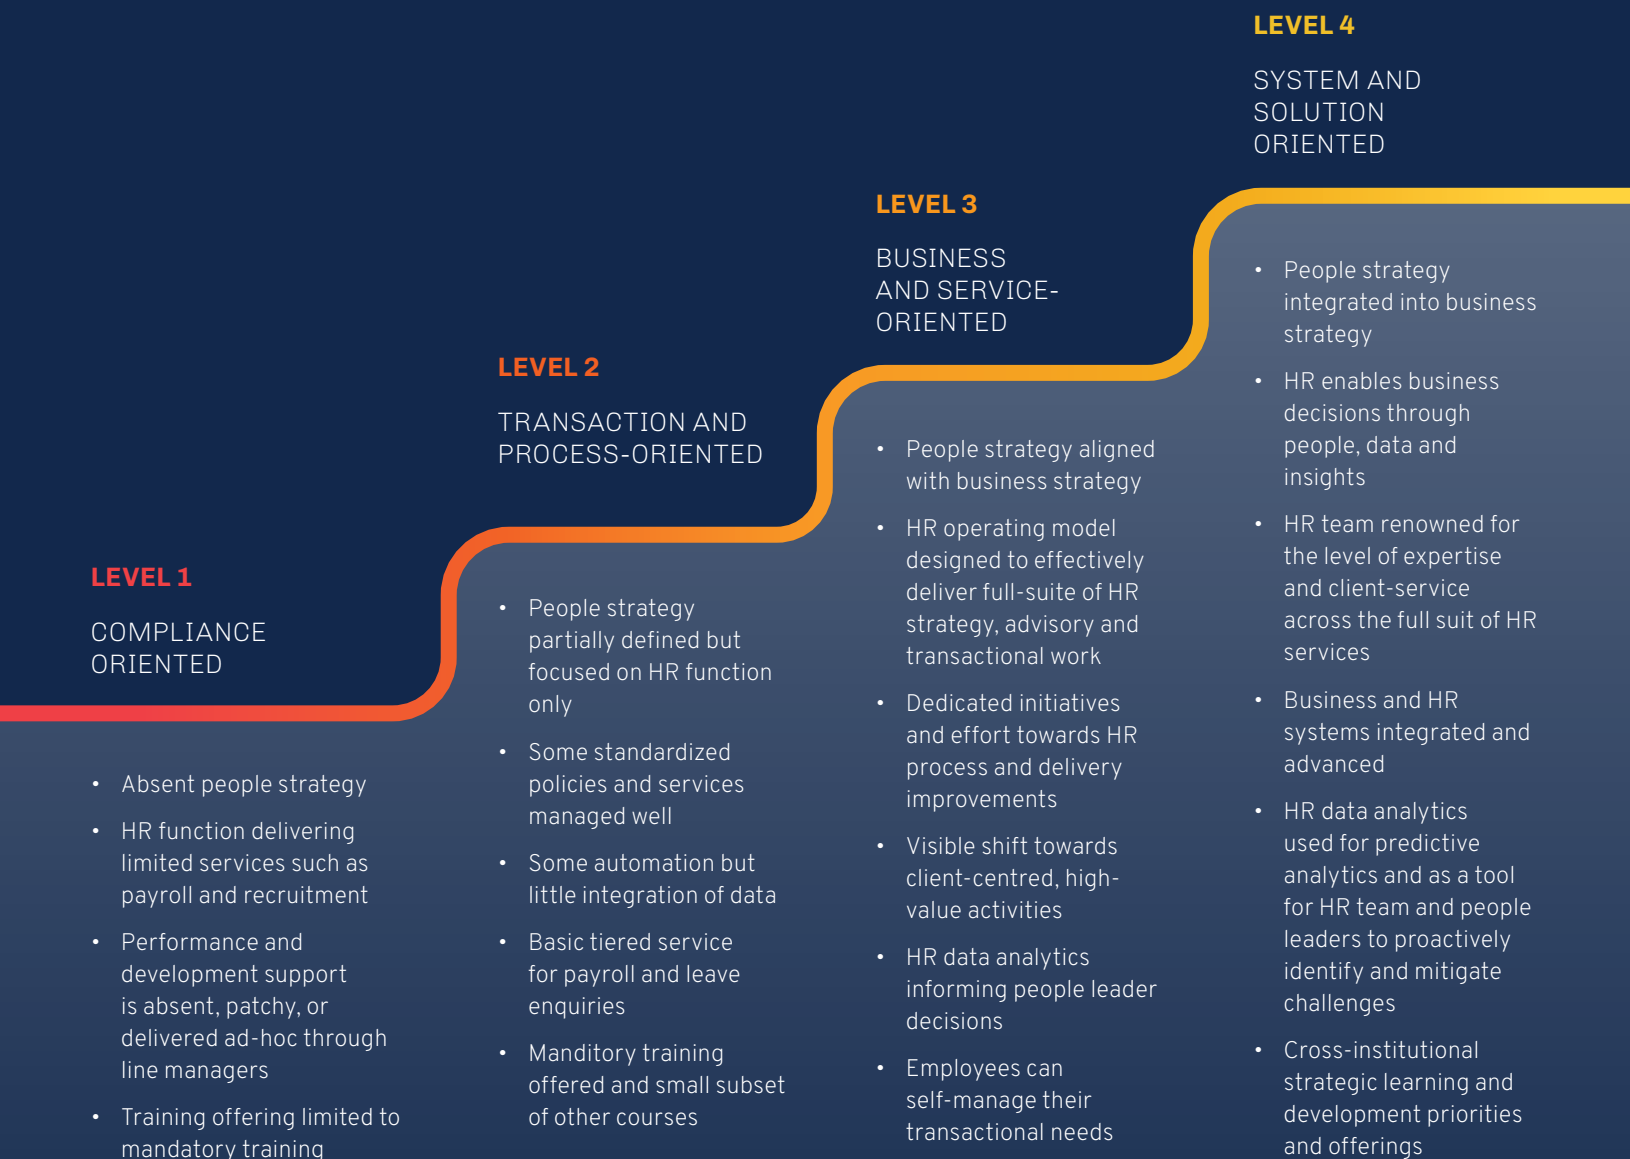 LEVEL 1
COMPLIANCE
ORIENTED
• Absent people strategy
• HR function delivering
limited services such as
payroll and recruitment
• Performance and
development support
is absent, patchy, or
delivered ad-hoc through
line managers
• Training offering limited to
mandatory training
LEVEL 2
TRANSACTION AND
PROCESS-ORIENTED
• People strategy
partially defined but
focused on HR function
only
• Some standardized
policies and services
managed well
• Some automation but
little integration of data
• Basic tiered service
for payroll and leave
enquiries
• Manditory training
offered and small subset
of other courses
LEVEL 3
BUSINESS
AND SERVICE-
ORIENTED
• People strategy aligned
with business strategy
• HR operating model
designed to effectively
deliver full-suite of HR
strategy, advisory and
transactional work
• Dedicated initiatives
and effort towards HR
process and delivery
improvements
• Visible shift towards
client-centred, high-
value activities
• HR data analytics
informing people leader
decisions
• Employees can
self-manage their
transactional needs
LEVEL 4
SYSTEM AND
SOLUTION
ORIENTED
• People strategy
integrated into business
strategy
• HR enables business
decisions through
people, data and
insights
• HR team renowned for
the level of expertise
and client-service
across the full suit of HR
services
• Business and HR
systems integrated and
advanced
• HR data analytics
used for predictive
analytics and as a tool
for HR team and people
leaders to proactively
identify and mitigate
challenges
• Cross-institutional
strategic learning and
development priorities
and offerings